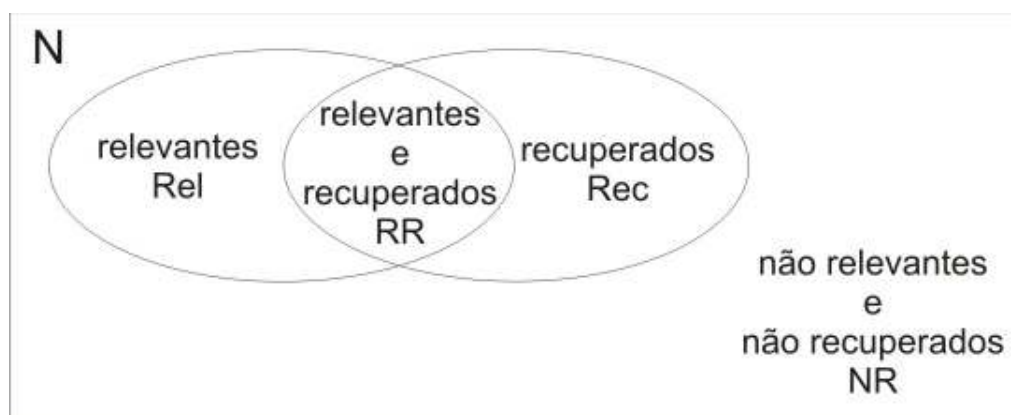 N
relevantes
Rel
relevantes
e
recuperados
RR
recuperados
Rec
não relevantes
e
não recuperados
NR